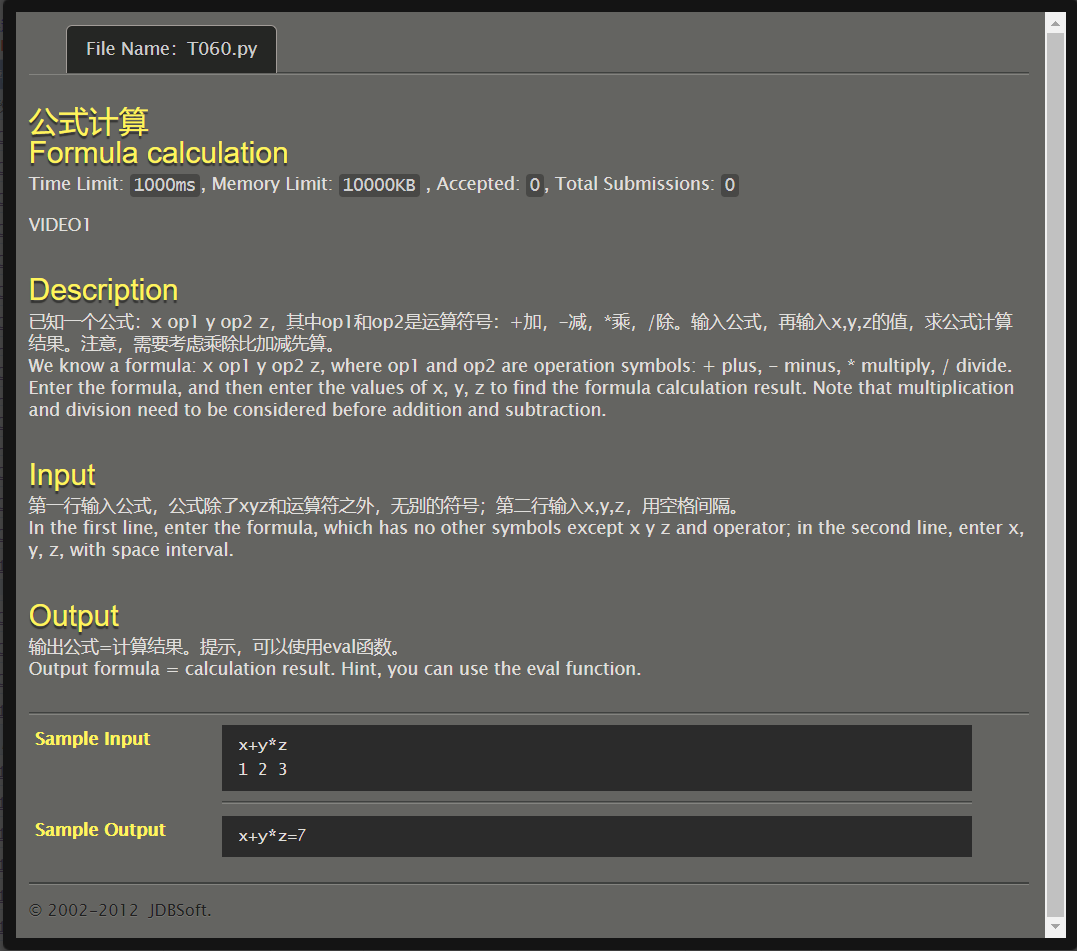 File Name：T060.py
公式计算
Formula calculation
Time Limit: 1000ms, Memory Limit: 10000KB , Accepted: 0, Total Submissions: 0
VIDEO1
Description
已知一个公式：x op1 y op2 z，其中op1和op2是运算符号：+加，-减，*乘，/除。输入公式，再输入x,y,z的值，求公式计算
结果。注意，需要考虑乘除比加减先算。
We know a formula: x op1 y op2 z, where op1 and op2 are operation symbols: + plus, - minus, * multiply, / divide.
Enter the formula, and then enter the values of x, y, z to find the formula calculation result. Note that multiplication
and division need to be considered before addition and subtraction.
Input
第一行输入公式，公式除了xyz和运算符之外，无别的符号；第二行输入x,y,z，用空格间隔。
In the first line, enter the formula, which has no other symbols except x y z and operator; in the second line, enter x,
y, z, with space interval.
Output
输出公式=计算结果。提示，可以使用eval函数。
Output formula = calculation result. Hint, you can use the eval function.
Sample Input
x+y*z
1 2 3
Sample Output
x+y*z=7
© 2002-2012 JDBSoft.